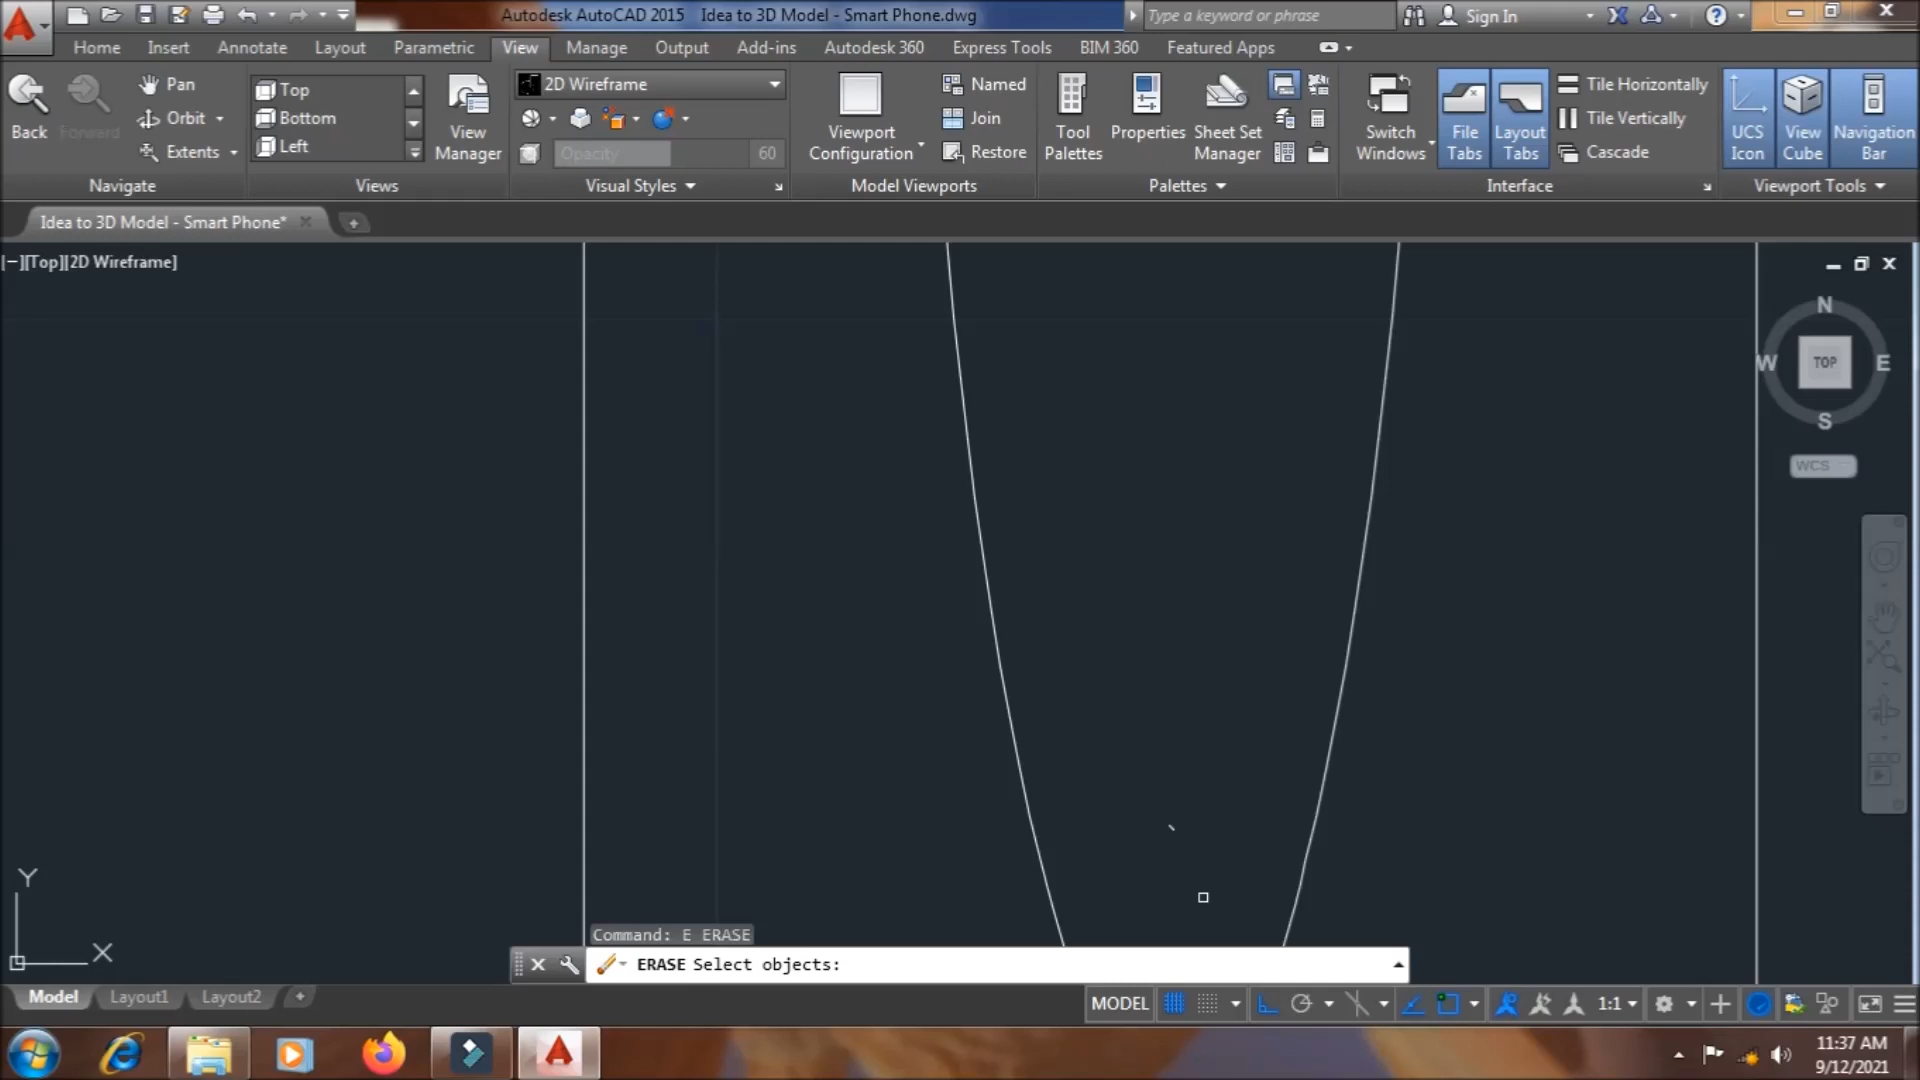 Autodesk AutoCAD 2015 Idea to 3D Model - Smart Phone.dwg
Type a keyword or phrase
Sign In
Home Insert Annotate Layout Parametric View Manage Output Add-ins Autodesk 360 Express Tools BIM 360 Featured Apps
Back
Forward
Pan
Orbit
Extents
Navigate
Top
Bottom
Left
View
Manager
Views
2D Wireframe
Opacity 60
Visual Styles
Viewport
Configuration
Named
Join
Restore
Model Viewports
Tool
Palettes
Properties
Sheet Set
Manager
Palettes
Switch
Windows
File
Tabs
Layout
Tabs
Tile Horizontally
Tile Vertically
Cascade
Interface
UCS
Icon
View
Cube
Navigation
Bar
Viewport Tools
Idea to 3D Model - Smart Phone*
[−][Top][2D Wireframe]
N
W TOP E
S
WCS
Y
X
Command: E ERASE
ERASE Select objects:
Model Layout1 Layout2
MODEL 1:1
11:37 AM
9/12/2021